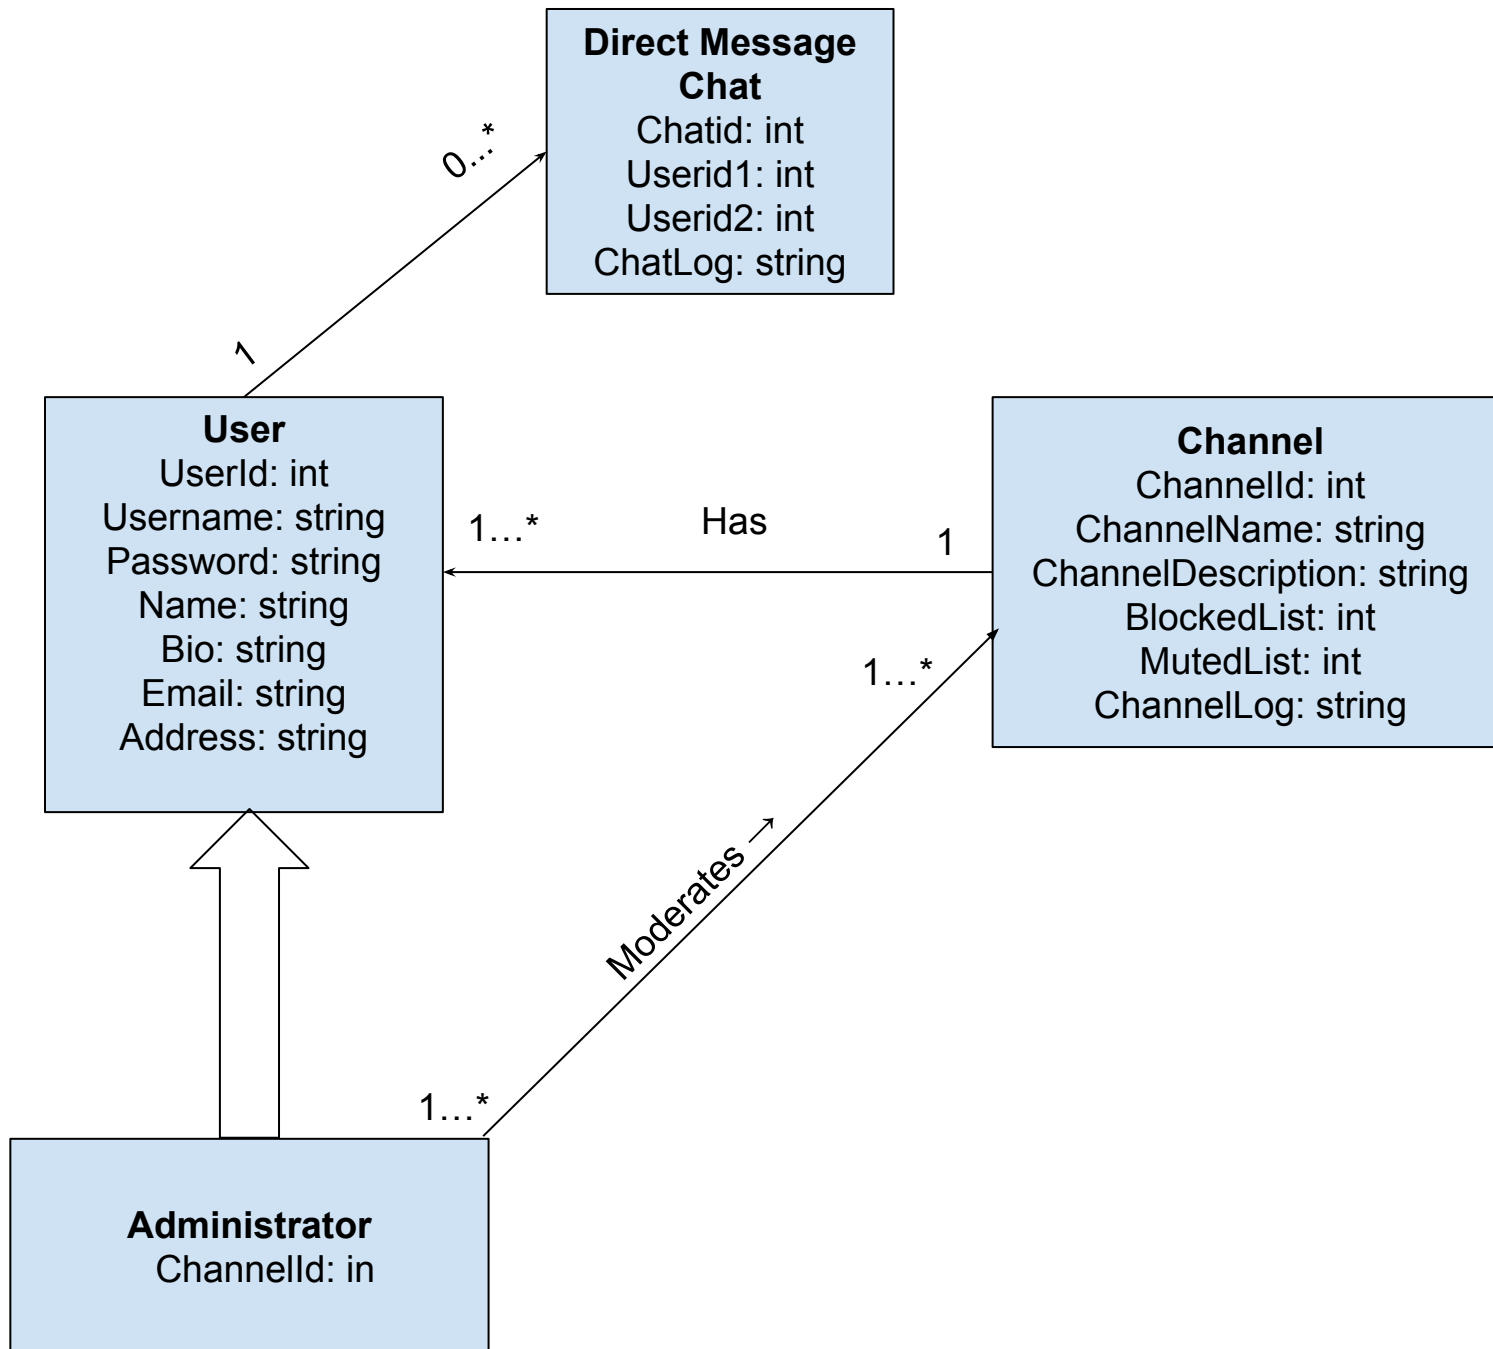 Direct Message
Chat
Chatid: int
Userid1: int
Userid2: int
ChatLog: string
0...*
1
User
UserId: int
Username: string
Password: string
Name: string
Bio: string
Email: string
Address: string
1...*
Has
1
Channel
ChannelId: int
ChannelName: string
ChannelDescription: string
BlockedList: int
MutedList: int
ChannelLog: string
1...*
Moderates →
1...*
Administrator
ChannelId: in